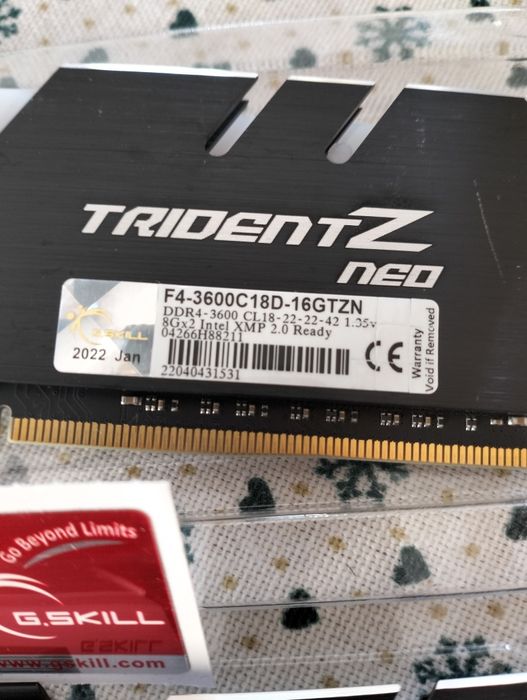 TRIDENTZ
NEO
F4-3600C18D-16GTZN
DDR4-3600 CL18-22-22-42 1.35v
8Gx2 Intel XMP 2.0 Ready
04266H88211
G.SKILL
2022 Jan
22040431531
CE
Warranty
Void if Removed
Go Beyond Limits
G.SKILL
www.gskill.com